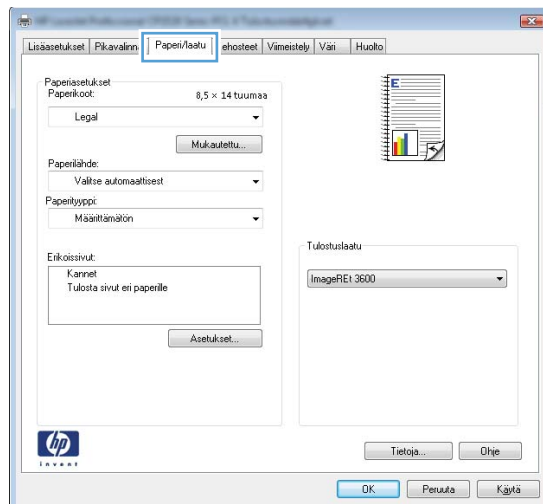 Lisäasetukset Pikavalinn Paperi/laatu ehosteet Viimeistely Väri Huolto
Paperiasetukset
Paperikoot:
8,5 × 14 tuumaa
Legal
Mukautettu...
Paperilähde:
Valitse automaattisest
Paperityyppi:
Määrittämätön
Erikoissivut:
Kannet
Tulosta sivut eri paperille
Asetukset...
E
Tulostuslaatu
ImageREt 3600
hp
invent
Tietoja... Ohje
OK Peruuta Käytä